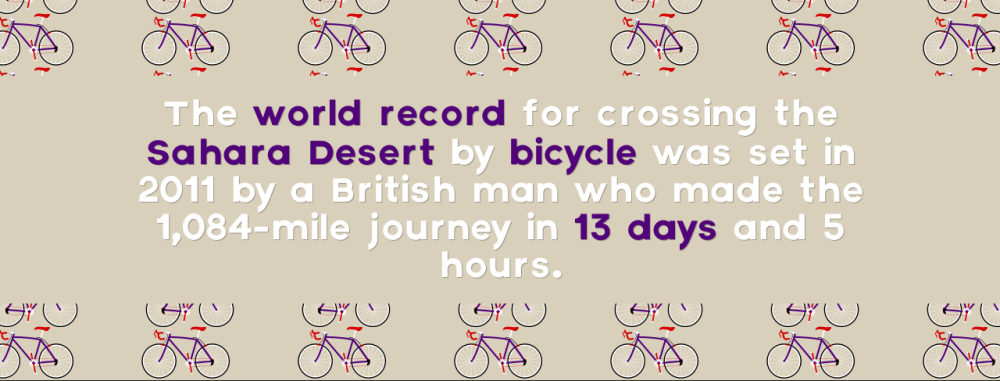 The world record for crossing the
Sahara Desert by bicycle was set in
2011 by a British man who made the
1,084-mile journey in 13 days and 5
hours.